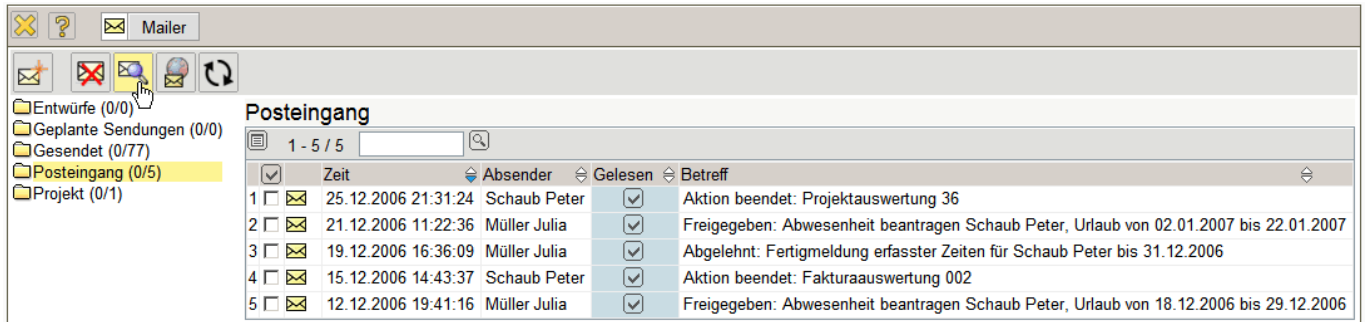 Mailer
Entwürfe (0/0)
Geplante Sendungen (0/0)
Gesendet (0/77)
Posteingang (0/5)
Projekt (0/1)
Posteingang
1 - 5 / 5
Zeit Absender Gelesen Betreff
1 25.12.2006 21:31:24 Schaub Peter Aktion beendet: Projektauswertung 36
2 21.12.2006 11:22:36 Müller Julia Freigegeben: Abwesenheit beantragen Schaub Peter, Urlaub von 02.01.2007 bis 22.01.2007
3 19.12.2006 16:36:09 Müller Julia Abgelehnt: Fertigmeldung erfasster Zeiten für Schaub Peter bis 31.12.2006
4 15.12.2006 14:43:37 Schaub Peter Aktion beendet: Fakturaauswertung 002
5 12.12.2006 19:41:16 Müller Julia Freigegeben: Abwesenheit beantragen Schaub Peter, Urlaub von 18.12.2006 bis 29.12.2006